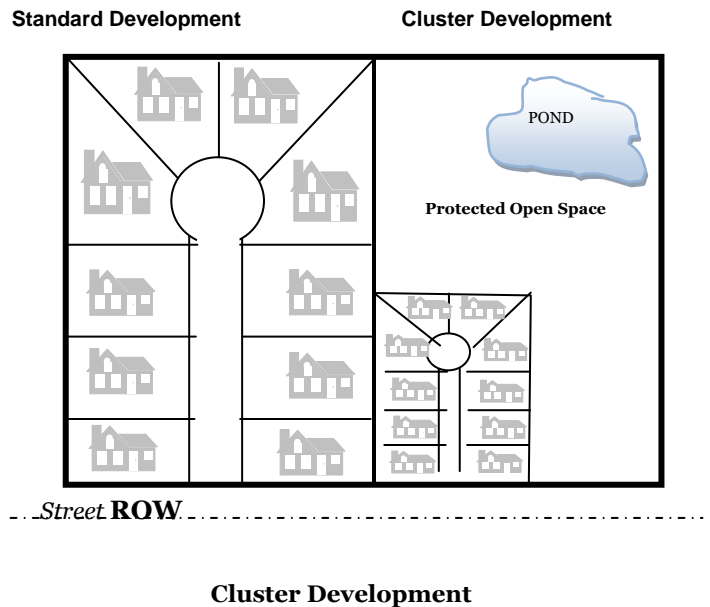 Standard Development
Cluster Development
POND
Protected Open Space
Street ROW
Cluster Development